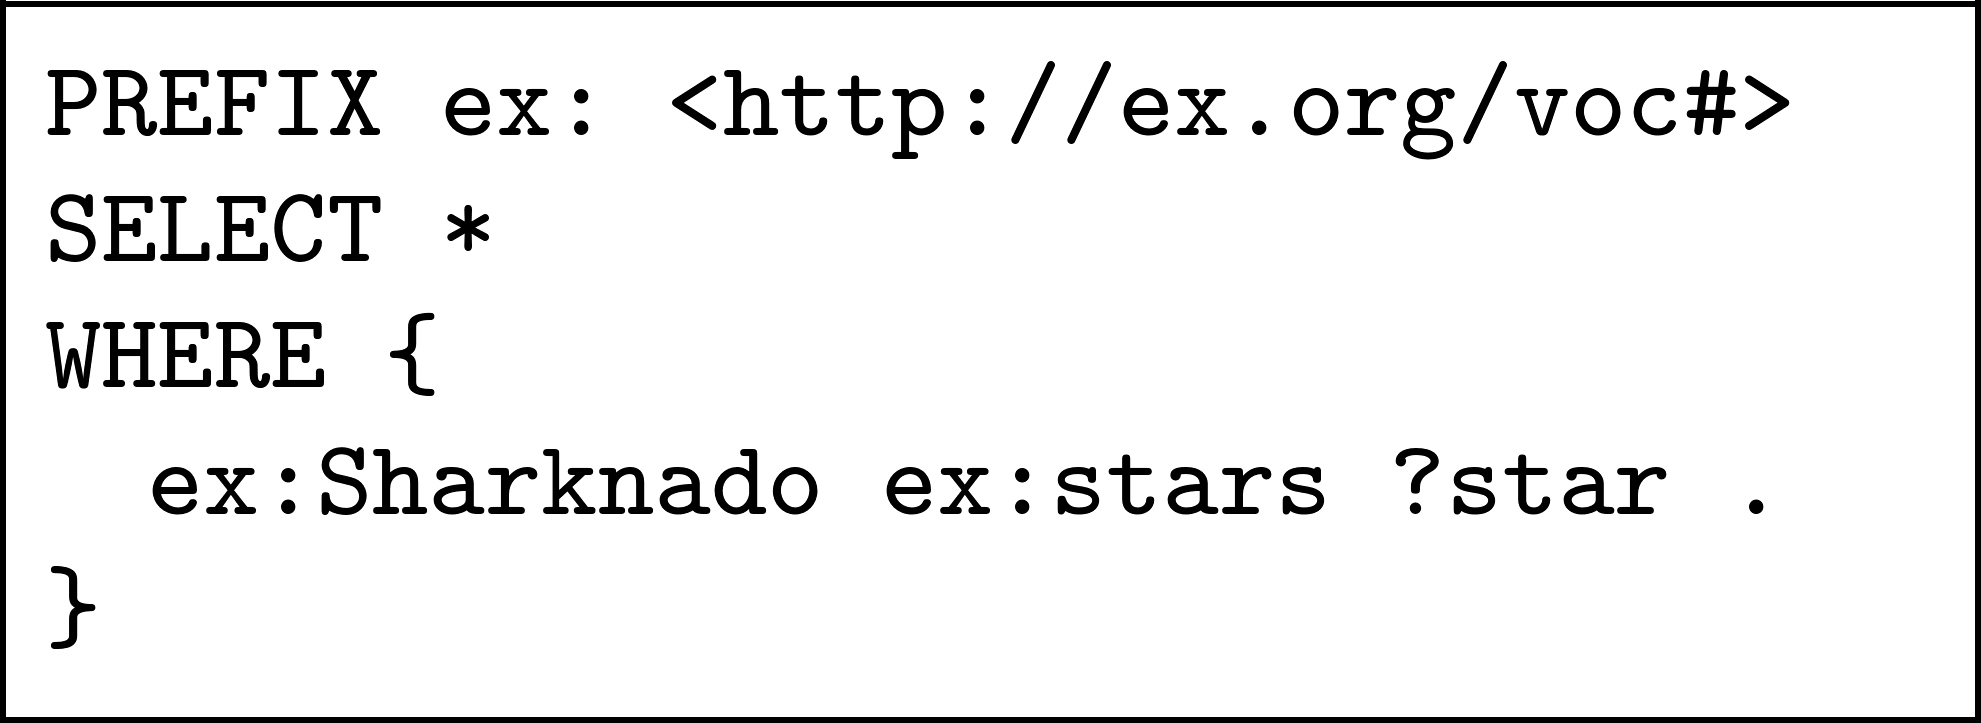 PREFIX ex: <http://ex.org/voc#>
SELECT *
WHERE {
  ex:Sharknado ex:stars ?star .
}